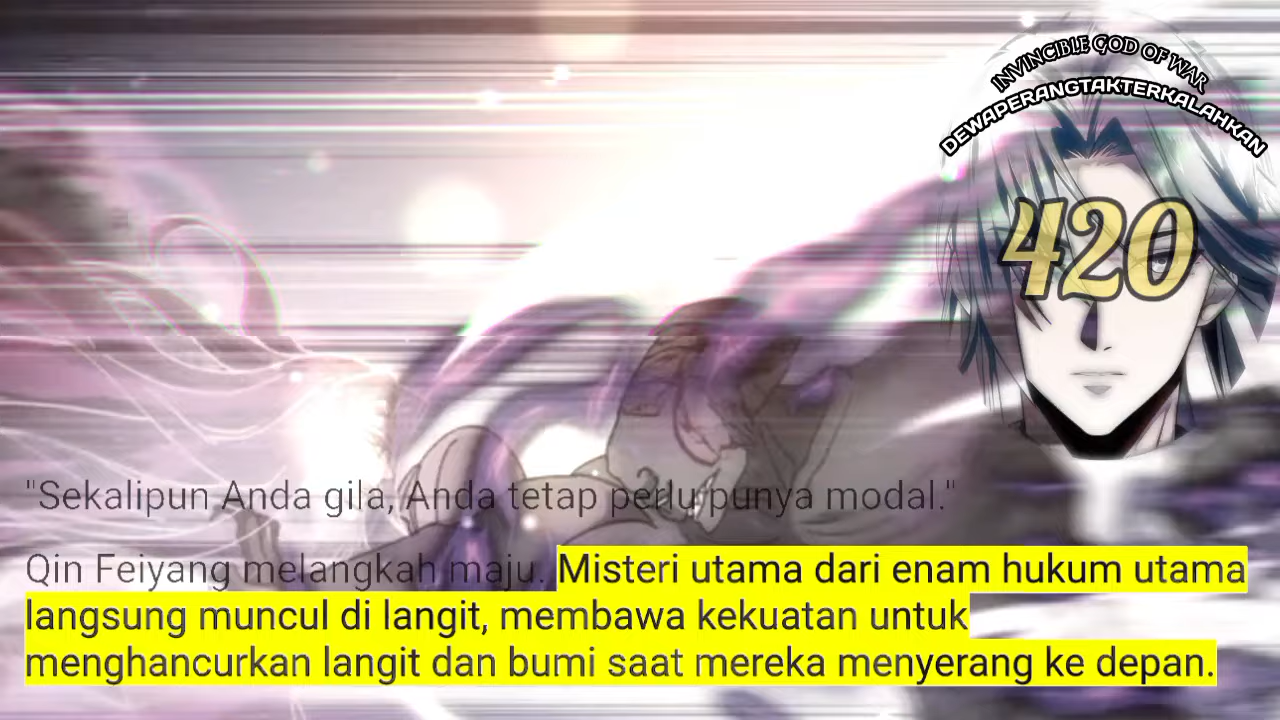 INVINCIBLE GOD OF WAR
DEWAPERANGTAKTERKALAHKAN
420
"Sekalipun Anda gila, Anda tetap perlu punya modal."
Qin Feiyang melangkah maju. Misteri utama dari enam hukum utama
langsung muncul di langit, membawa kekuatan untuk
menghancurkan langit dan bumi saat mereka menyerang ke depan.